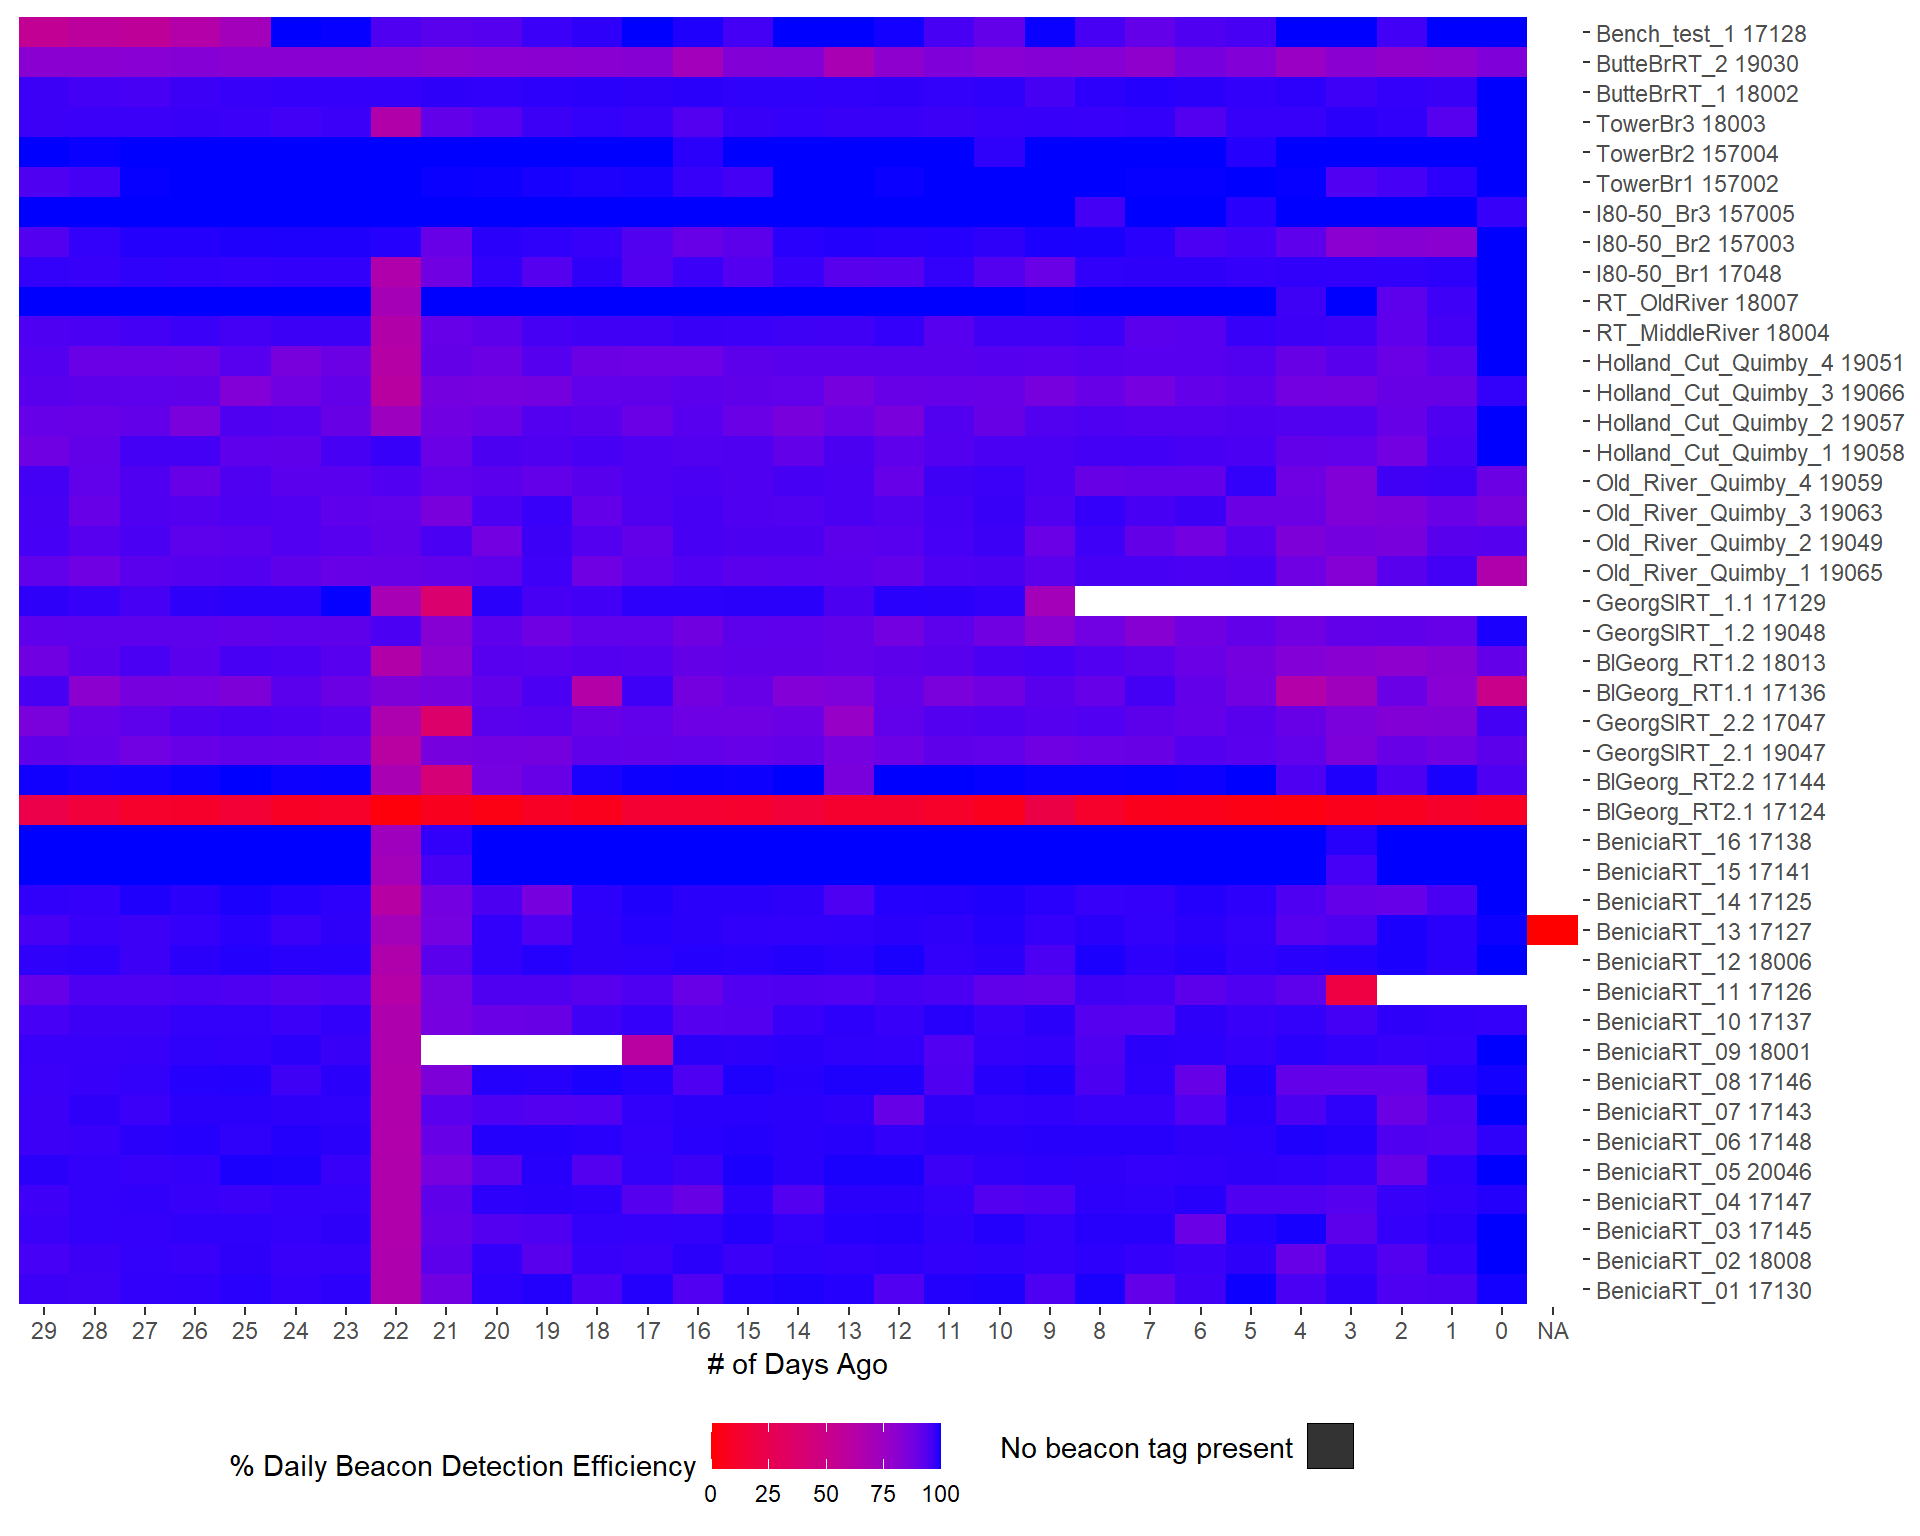 Bench_test_1 17128
ButteBrRT_2 19030
ButteBrRT_1 18002
TowerBr3 18003
TowerBr2 157004
TowerBr1 157002
I80-50_Br3 157005
I80-50_Br2 157003
I80-50_Br1 17048
RT_OldRiver 18007
RT_MiddleRiver 18004
Holland_Cut_Quimby_4 19051
Holland_Cut_Quimby_3 19066
Holland_Cut_Quimby_2 19057
Holland_Cut_Quimby_1 19058
Old_River_Quimby_4 19059
Old_River_Quimby_3 19063
Old_River_Quimby_2 19049
Old_River_Quimby_1 19065
GeorgSlRT_1.1 17129
GeorgSlRT_1.2 19048
BlGeorg_RT1.2 18013
BlGeorg_RT1.1 17136
GeorgSlRT_2.2 17047
GeorgSlRT_2.1 19047
BlGeorg_RT2.2 17144
BlGeorg_RT2.1 17124
BeniciaRT_16 17138
BeniciaRT_15 17141
BeniciaRT_14 17125
BeniciaRT_13 17127
BeniciaRT_12 18006
BeniciaRT_11 17126
BeniciaRT_10 17137
BeniciaRT_09 18001
BeniciaRT_08 17146
BeniciaRT_07 17143
BeniciaRT_06 17148
BeniciaRT_05 20046
BeniciaRT_04 17147
BeniciaRT_03 17145
BeniciaRT_02 18008
BeniciaRT_01 17130
29 28 27 26 25 24 23 22 21 20 19 18 17 16 15 14 13 12 11 10 9 8 7 6 5 4 3 2 1 0 NA
# of Days Ago
% Daily Beacon Detection Efficiency
0 25 50 75 100
No beacon tag present